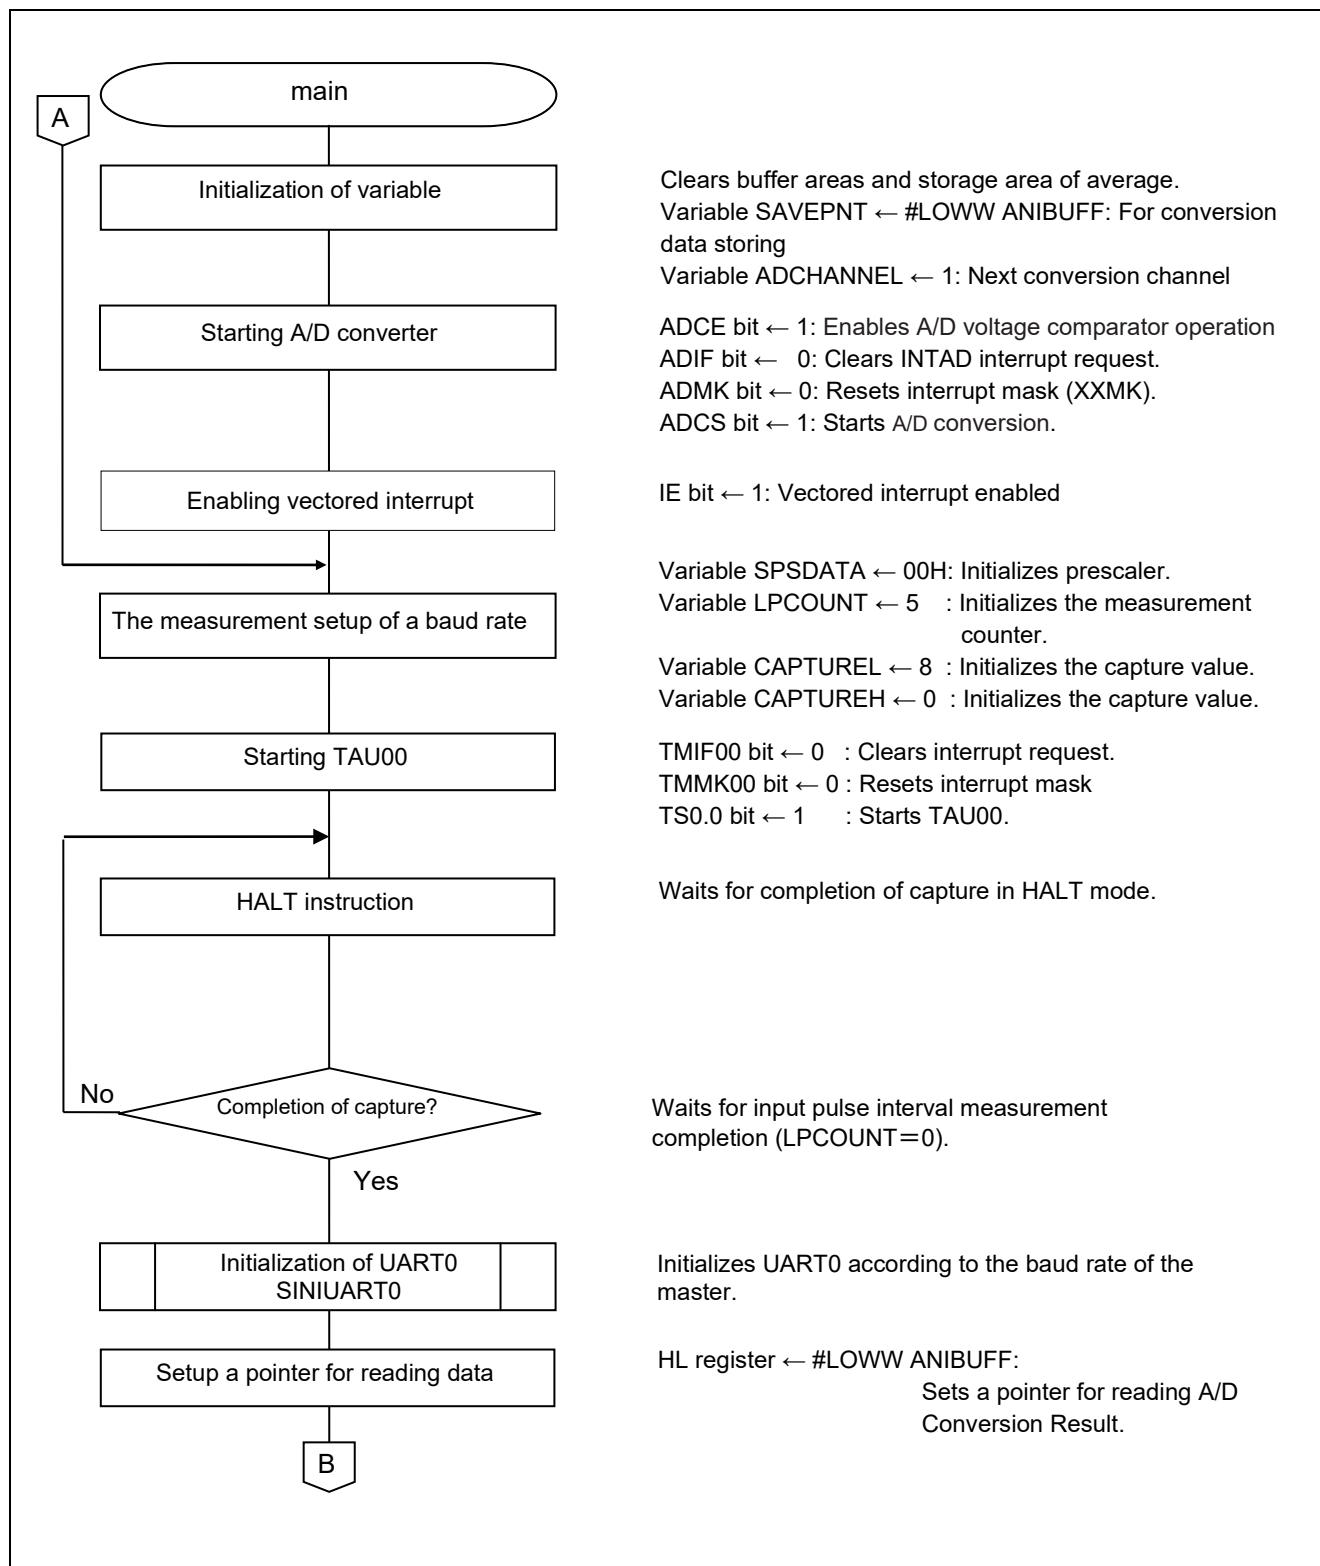 main
A
Initialization of variable
Clears buffer areas and storage area of average.
Variable SAVEPNT ← #LOWW ANIBUFF: For conversion
data storing
Variable ADCHANNEL ← 1: Next conversion channel
Starting A/D converter
ADCE bit ← 1: Enables A/D voltage comparator operation
ADIF bit ← 0: Clears INTAD interrupt request.
ADMK bit ← 0: Resets interrupt mask (XXMK).
ADCS bit ← 1: Starts A/D conversion.
Enabling vectored interrupt
IE bit ← 1: Vectored interrupt enabled
The measurement setup of a baud rate
Variable SPSDATA ← 00H: Initializes prescaler.
Variable LPCOUNT ← 5 : Initializes the measurement
counter.
Variable CAPTUREL ← 8 : Initializes the capture value.
Variable CAPTUREH ← 0 : Initializes the capture value.
Starting TAU00
TMIF00 bit ← 0 : Clears interrupt request.
TMMK00 bit ← 0 : Resets interrupt mask
TS0.0 bit ← 1 : Starts TAU00.
HALT instruction
Waits for completion of capture in HALT mode.
No
Completion of capture?
Waits for input pulse interval measurement
completion (LPCOUNT＝0).
Yes
Initialization of UART0
SINIUART0
Initializes UART0 according to the baud rate of the
master.
Setup a pointer for reading data
HL register ← #LOWW ANIBUFF:
Sets a pointer for reading A/D
Conversion Result.
B